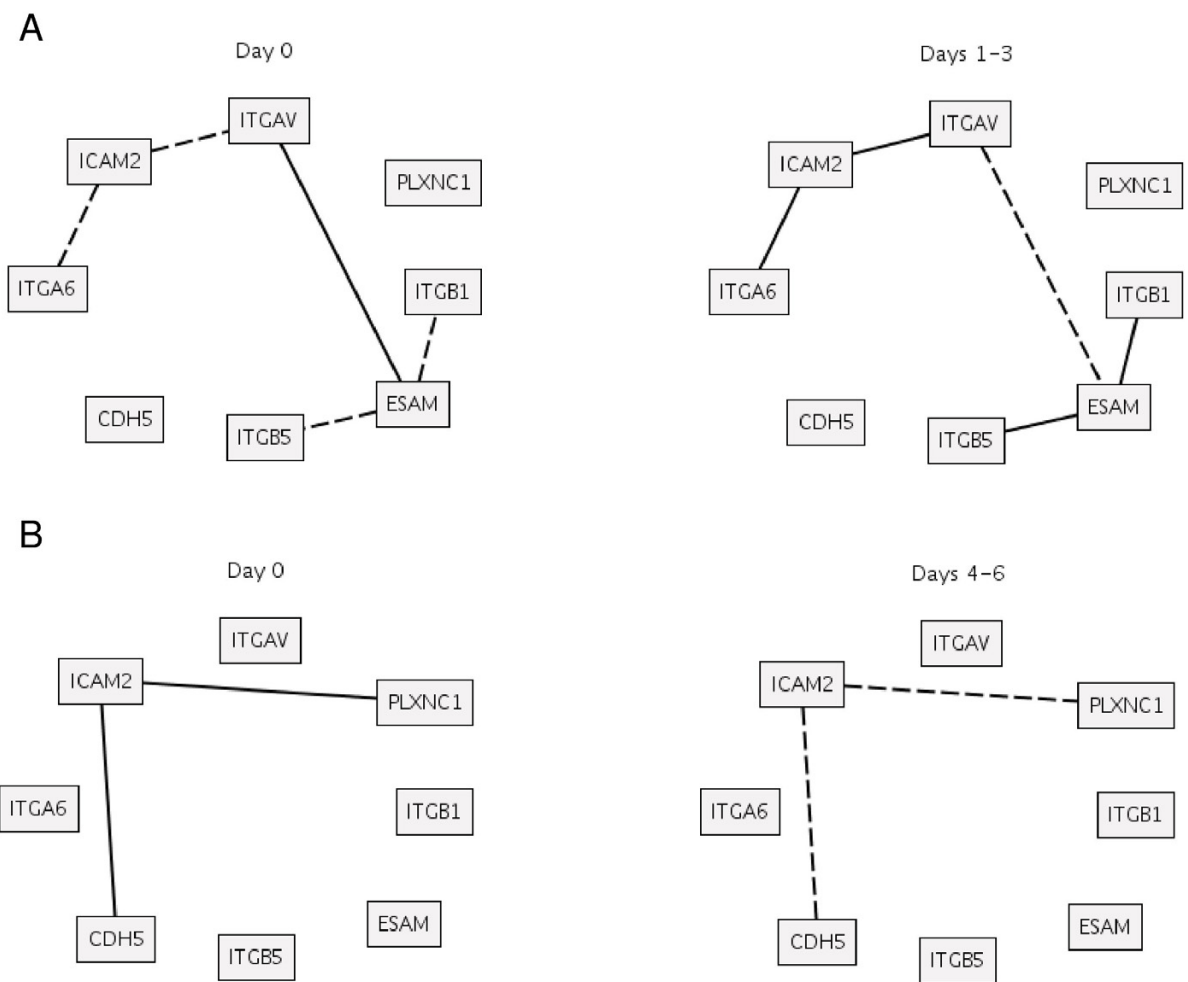 A
Day 0
Days 1–3
ITGAV
ICAM2
PLXNC1
ITGA6
ITGB1
ESAM
CDH5
ITGB5
ITGAV
ICAM2
PLXNC1
ITGA6
ITGB1
ESAM
CDH5
ITGB5
B
Day 0
Days 4–6
ITGAV
ICAM2
PLXNC1
ITGA6
ITGB1
ESAM
CDH5
ITGB5
ITGAV
ICAM2
PLXNC1
ITGA6
ITGB1
ESAM
CDH5
ITGB5